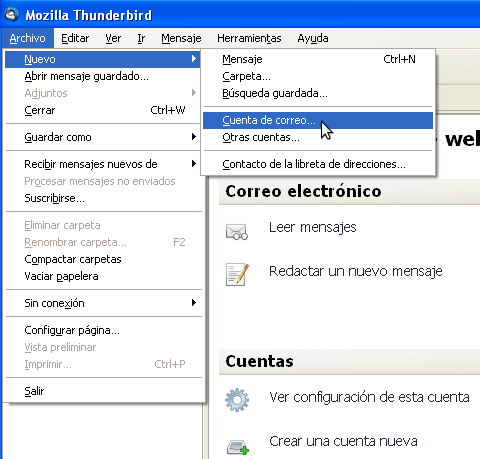 Mozilla Thunderbird
Archivo Editar Ver Ir Mensaje Herramientas Ayuda
Nuevo
Abrir mensaje guardado...
Adjuntos
Cerrar Ctrl+W
Guardar como
Recibir mensajes nuevos de
Procesar mensajes no enviados
Suscribirse...
Eliminar carpeta
Renombrar carpeta... F2
Compactar carpetas
Vaciar papelera
Sin conexión
Configurar página...
Vista preliminar
Imprimir... Ctrl+P
Salir
Mensaje Ctrl+N
Carpeta...
Búsqueda guardada...
Cuenta de correo...
Otras cuentas...
Contacto de la libreta de direcciones...
Correo electrónico
Leer mensajes
Redactar un nuevo mensaje
Cuentas
Ver configuración de esta cuenta
Crear una cuenta nueva